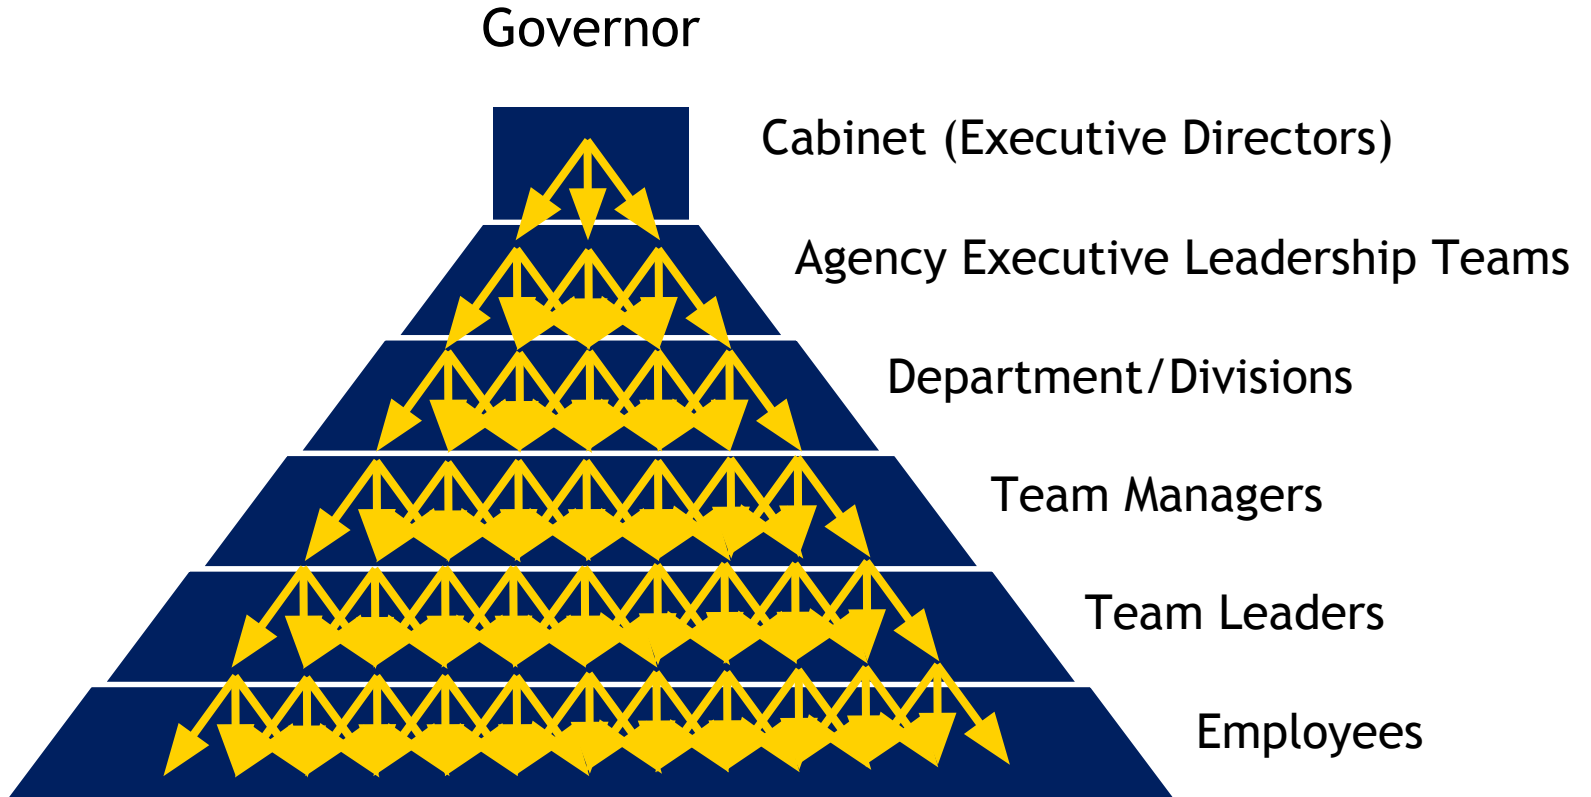 Governor
Cabinet (Executive Directors)
Agency Executive Leadership Teams
Department/Divisions
Team Managers
Team Leaders
Employees